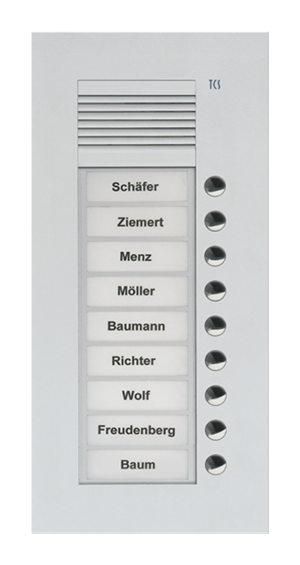 TCS
Schäfer
Ziemert
Menz
Möller
Baumann
Richter
Wolf
Freudenberg
Baum